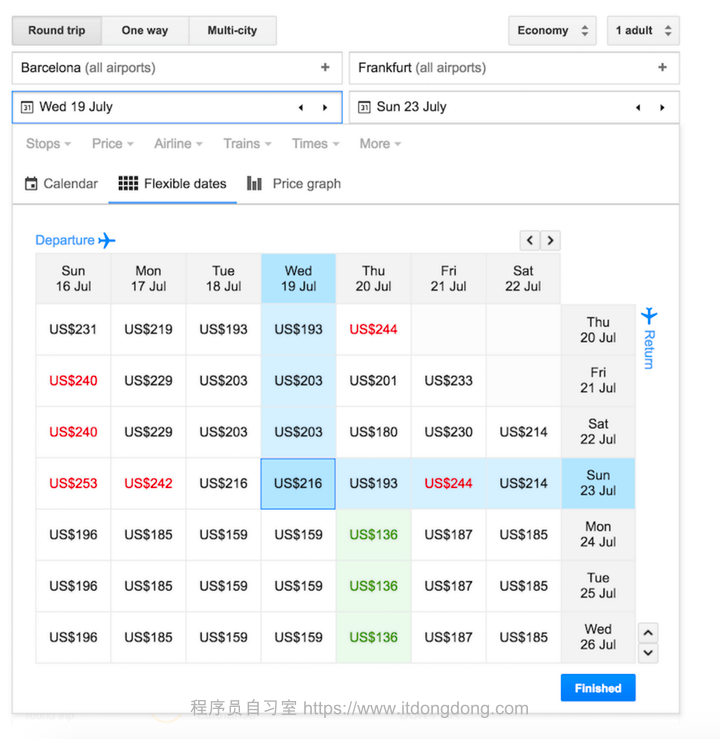 Round trip One way Multi-city Economy 1 adult
Barcelona (all airports) + Frankfurt (all airports) +
31 Wed 19 July 31 Sun 23 July
Stops Price Airline Trains Times More
Calendar Flexible dates Price graph
Departure
Sun Mon Tue Wed Thu Fri Sat
16 Jul 17 Jul 18 Jul 19 Jul 20 Jul 21 Jul 22 Jul
US$231 US$219 US$193 US$193 US$244 Thu 20 Jul
Return
US$240 US$229 US$203 US$203 US$201 US$233 Fri 21 Jul
US$240 US$229 US$203 US$203 US$180 US$230 US$214 Sat 22 Jul
US$253 US$242 US$216 US$216 US$193 US$244 US$214 Sun 23 Jul
US$196 US$185 US$159 US$159 US$136 US$187 US$185 Mon 24 Jul
US$196 US$185 US$159 US$159 US$136 US$187 US$185 Tue 25 Jul
US$196 US$185 US$159 US$159 US$136 US$187 US$185 Wed 26 Jul
Finished
程序员自习室 https://www.itdongdong.com